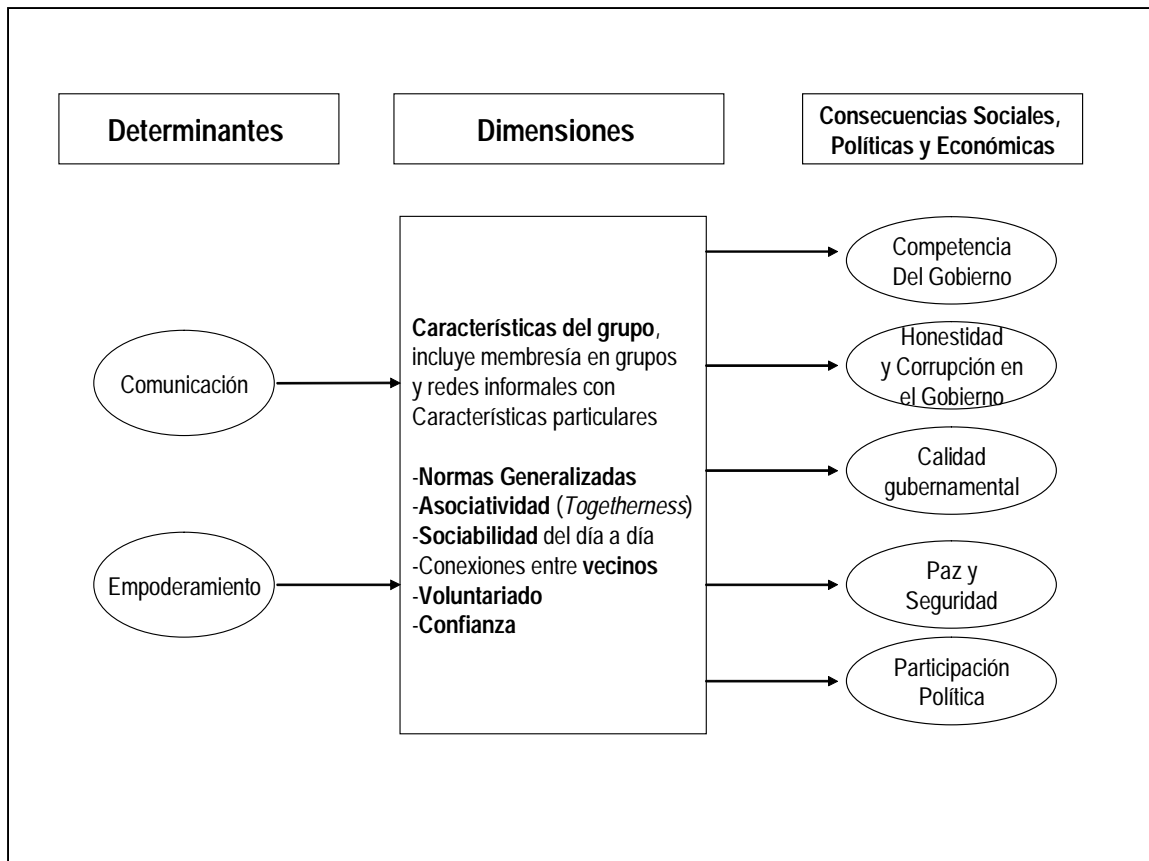 Determinantes
Dimensiones
Consecuencias Sociales,
Políticas y Económicas
Comunicación
Empoderamiento
Características del grupo,
incluye membresía en grupos
y redes informales con
Características particulares
-Normas Generalizadas
-Asociatividad (Togetherness)
-Sociabilidad del día a día
-Conexiones entre vecinos
-Voluntariado
-Confianza
Competencia
Del Gobierno
Honestidad
y Corrupción en
el Gobierno
Calidad
gubernamental
Paz y
Seguridad
Participación
Política